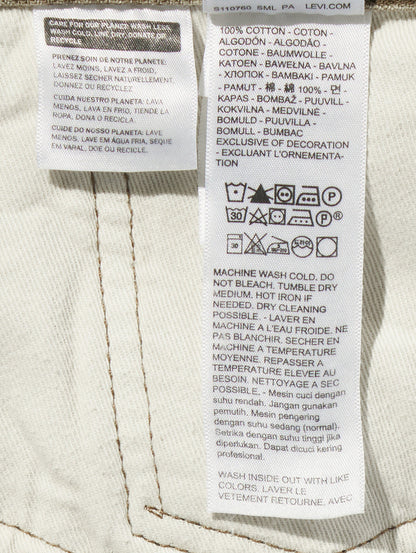 CARE FOR OUR PLANET: WASH LESS,
WASH COLD, LINE DRY, DONATE OR
RECYCLE
PRENEZ SOIN DE NOTRE PLANETE:
LAVEZ MOINS, LAVEZ A FROID,
LAISSEZ SECHER NATURELLEMENT,
DONNEZ OU RECYCLEZ
CUIDA NUESTRO PLANETA: LAVA
MENOS, LAVA EN FRIO, TIENDE LA
ROPA, DONA O RECICLA.
CUIDE DO NOSSO PLANETA: LAVE
MENOS, LAVE EM ÁGUA FRIA, SEQUE
EM VARAL, DOE OU RECICLE.
S110760 SML PA LEVI.COM
100% COTTON - COTON -
ALGODÓN - ALGODÃO -
COTONE - BAUMWOLLE -
KATOEN - BAWEŁNA - BAVLNA
- ХЛОПОК - BAMBAKI - PAMUK
- PAMUT - 棉 - 綿 100% - 면 -
KAPAS - BOMBAŽ - PUUVILL -
KOKVILNA - MEDVILNĖ -
BOMULD - PUUVILLA -
BOMULL - BUMBAC
EXCLUSIVE OF DECORATION
- EXCLUANT L'ORNAMENTA-
TION
P
30 P ®
30
MACHINE WASH COLD. DO
NOT BLEACH. TUMBLE DRY
MEDIUM. HOT IRON IF
NEEDED. DRY CLEANING
POSSIBLE. - LAVER EN
MACHINE A L'EAU FROIDE. NE
PAS BLANCHIR. SECHER EN
MACHINE A TEMPERATURE
MOYENNE. REPASSER A
TEMPERATURE ELEVEE AU
BESOIN. NETTOYAGE A SEC
POSSIBLE. - Mesin cuci dengan
suhu rendah. Jangan gunakan
pemutih. Mesin pengering
dengan suhu sedang (normal).
Setrika dengan suhu tinggi jika
diperlukan. Dapat dicuci kering
profesional.
WASH INSIDE OUT WITH LIKE
COLORS. LAVER LE
VETEMENT RETOURNE, AVEC